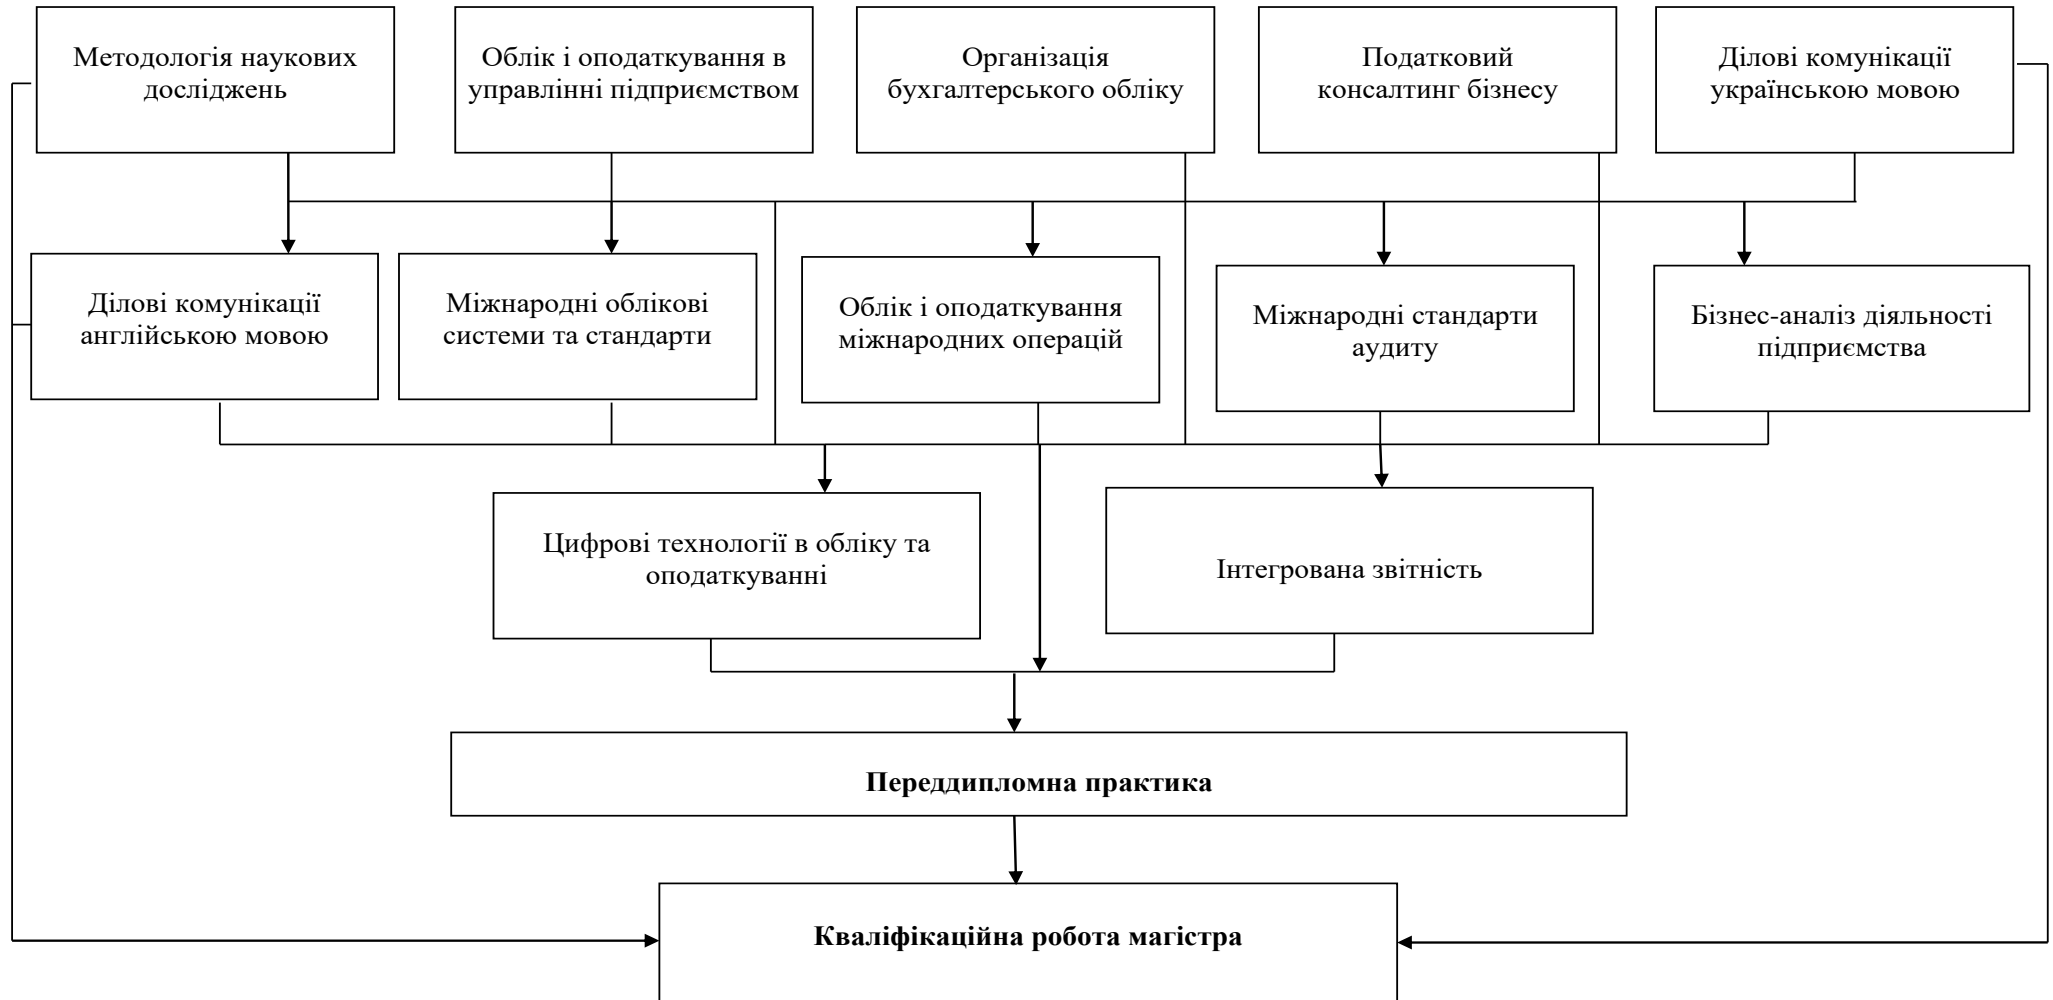 Методологія наукових
досліджень
Облік і оподаткування в
управлінні підприємством
Організація
бухгалтерського обліку
Податковий
консалтинг бізнесу
Ділові комунікації
українською мовою
Ділові комунікації
англійською мовою
Міжнародні облікові
системи та стандарти
Облік і оподаткування
міжнародних операцій
Міжнародні стандарти
аудиту
Бізнес-аналіз діяльності
підприємства
Цифрові технології в обліку та
оподаткуванні
Інтегрована звітність
Переддипломна практика
Кваліфікаційна робота магістра